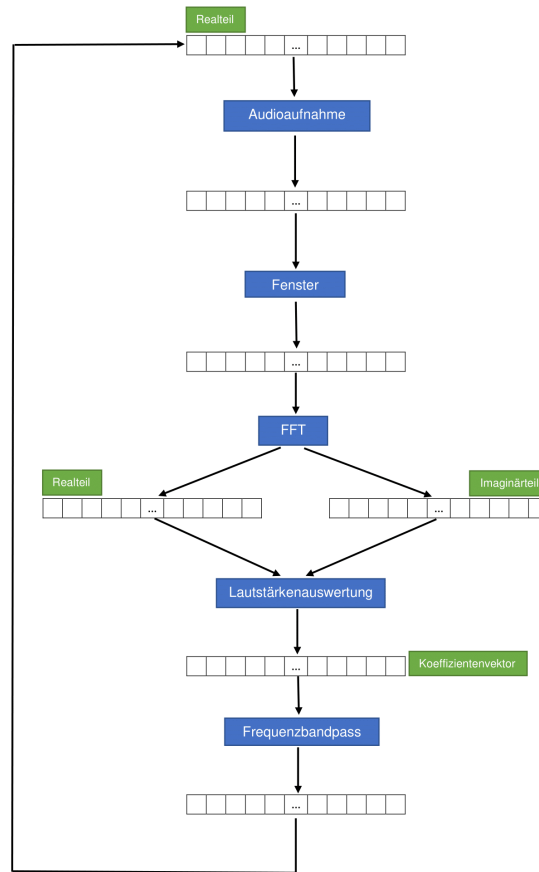 Realteil
...
Audioaufnahme
...
Fenster
...
FFT
Realteil
Imaginärteil
...
...
Lautstärkenauswertung
...
Koeffizientenvektor
Frequenzbandpass
...